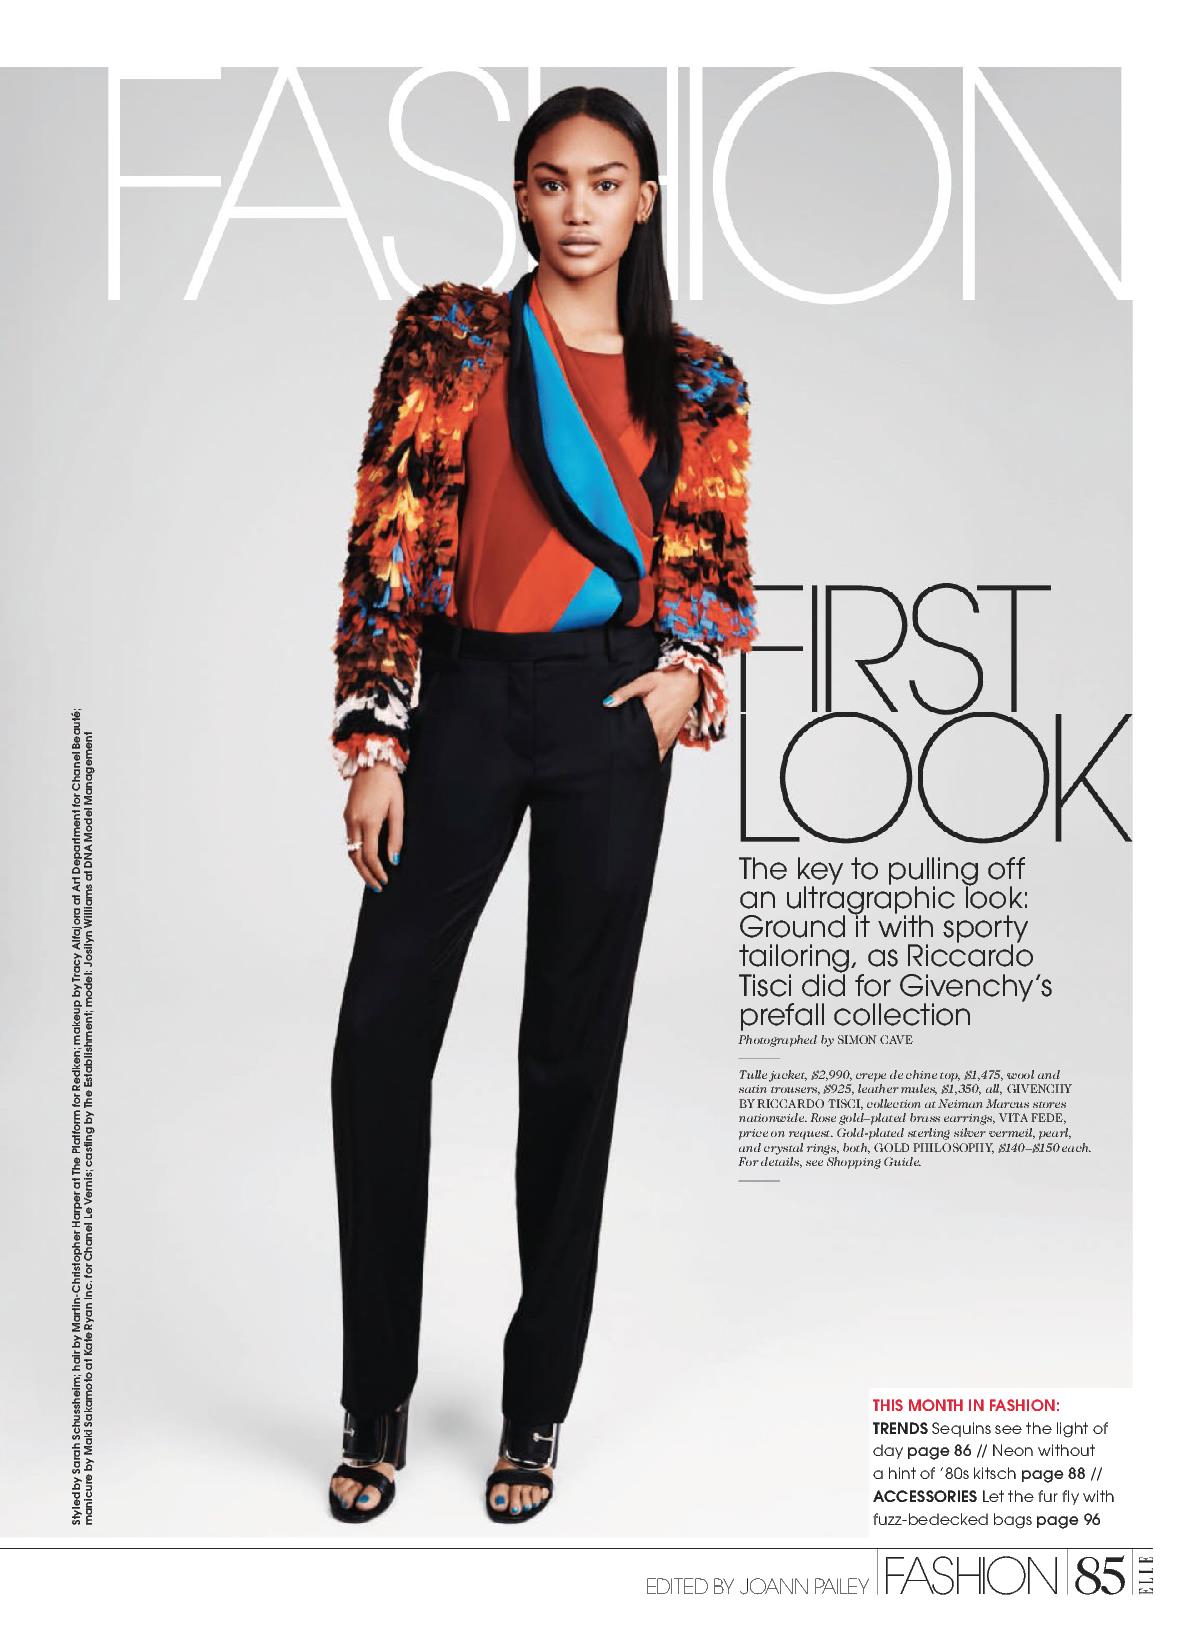 FASHION
FIRST
LOOK
The key to pulling off
an ultragraphic look:
Ground it with sporty
tailoring, as Riccardo
Tisci did for Givenchy's
prefall collection
Photographed by SIMON CAVE
Tulle jacket, $2,990, crepe de chine top, $1,475, wool and
satin trousers, $925, leather mules, $1,350, all, GIVENCHY
BY RICCARDO TISCI, collection at Neiman Marcus stores
nationwide. Rose gold–plated brass earrings, VITA FEDE,
price on request. Gold-plated sterling silver vermeil, pearl,
and crystal rings, both, GOLD PHILOSOPHY, $140–$150 each.
For details, see Shopping Guide.
Styled by Sarah Schussheim; hair by Martin-Christopher Harper at The Platform for Redken; makeup by Tracy Alfajora at Art Department for Chanel Beauté;
manicure by Maki Sakamoto at Kate Ryan Inc. for Chanel Le Vernis; casting by The Establishment; model: Josilyn Williams at DNA Model Management
THIS MONTH IN FASHION:
TRENDS Sequins see the light of
day page 86 // Neon without
a hint of '80s kitsch page 88 //
ACCESSORIES Let the fur fly with
fuzz-bedecked bags page 96
EDITED BY JOANN PAILEY FASHION 85 ELLE